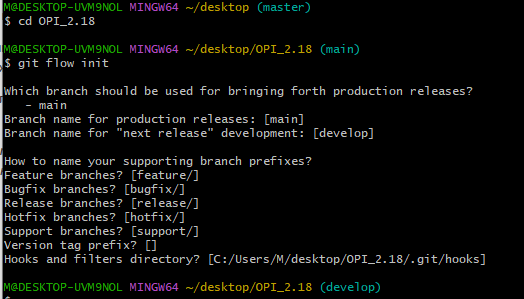 M@DESKTOP-UVM9NOL MINGW64 ~/desktop (master)
$ cd OPI_2.18
M@DESKTOP-UVM9NOL MINGW64 ~/desktop/OPI_2.18 (main)
$ git flow init
Which branch should be used for bringing forth production releases?
   - main
Branch name for production releases: [main]
Branch name for "next release" development: [develop]
How to name your supporting branch prefixes?
Feature branches? [feature/]
Bugfix branches? [bugfix/]
Release branches? [release/]
Hotfix branches? [hotfix/]
Support branches? [support/]
Version tag prefix? []
Hooks and filters directory? [C:/Users/M/desktop/OPI_2.18/.git/hooks]
M@DESKTOP-UVM9NOL MINGW64 ~/desktop/OPI_2.18 (develop)